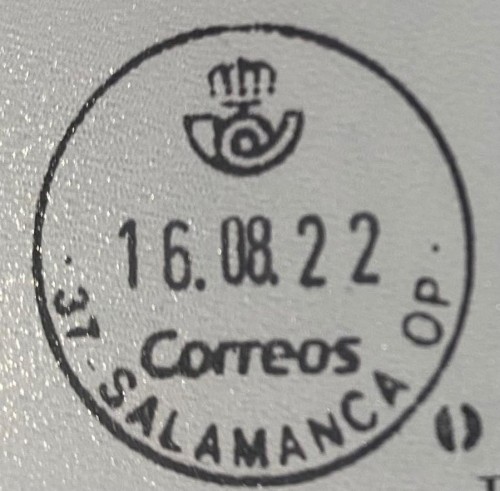 16.08.22
Correos
· 37 · SALAMANCA OP ·